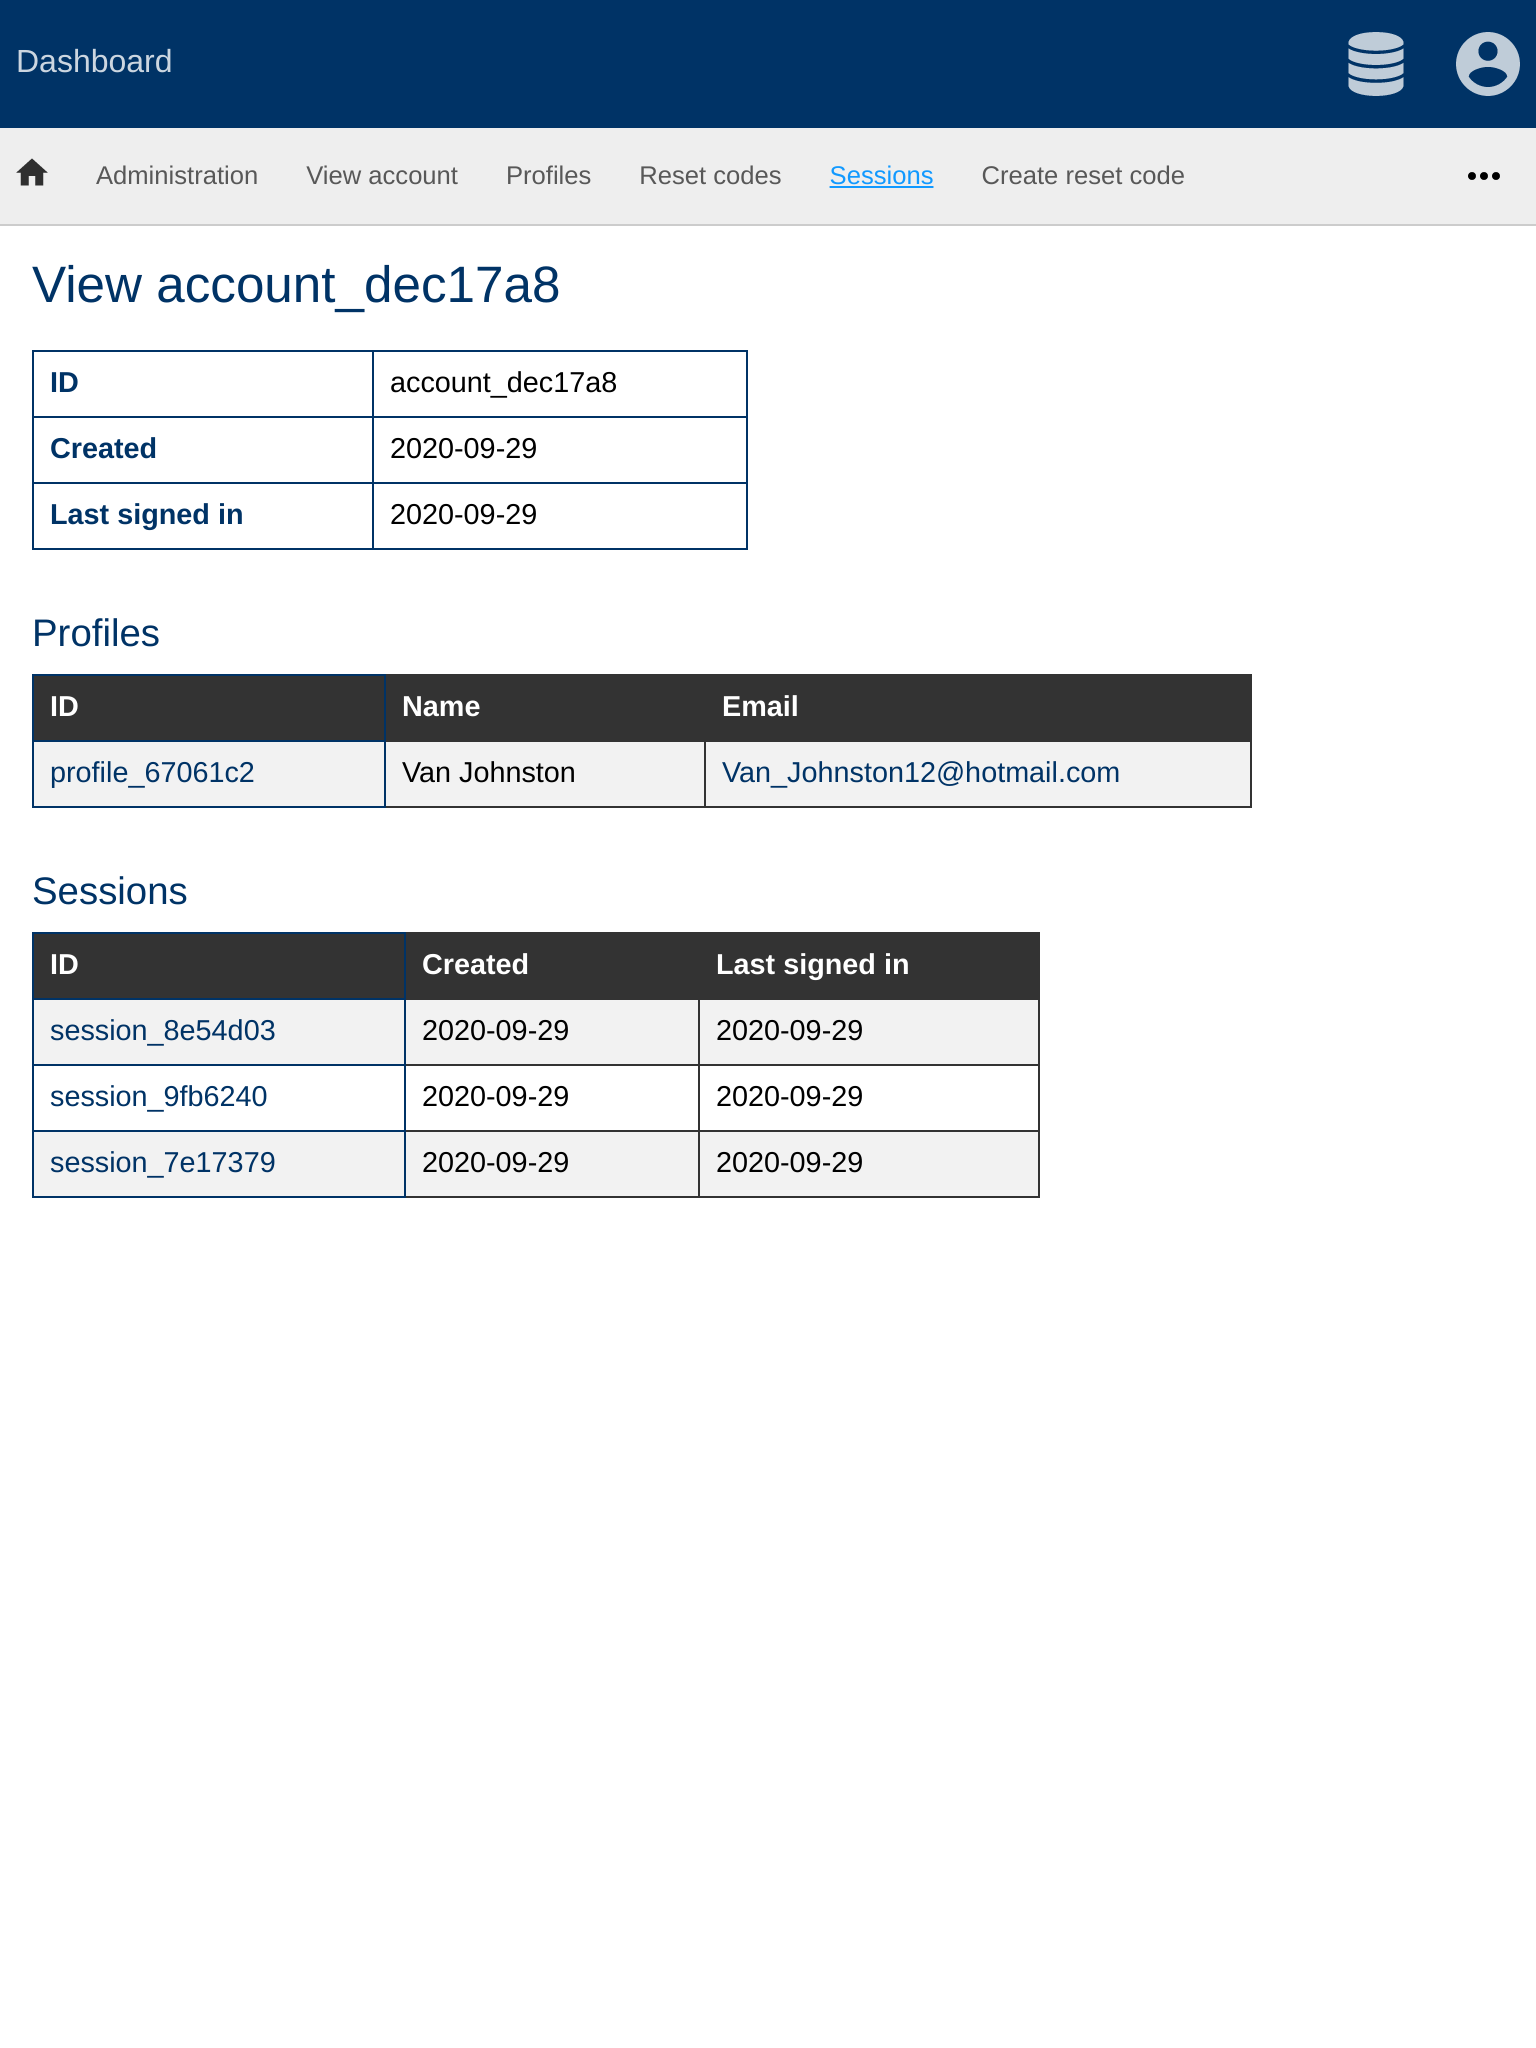 Dashboard
Administration View account Profiles Reset codes Sessions Create reset code
View account_dec17a8
ID account_dec17a8
Created 2020-09-29
Last signed in 2020-09-29
Profiles
ID Name Email
profile_67061c2 Van Johnston Van_Johnston12@hotmail.com
Sessions
ID Created Last signed in
session_8e54d03 2020-09-29 2020-09-29
session_9fb6240 2020-09-29 2020-09-29
session_7e17379 2020-09-29 2020-09-29